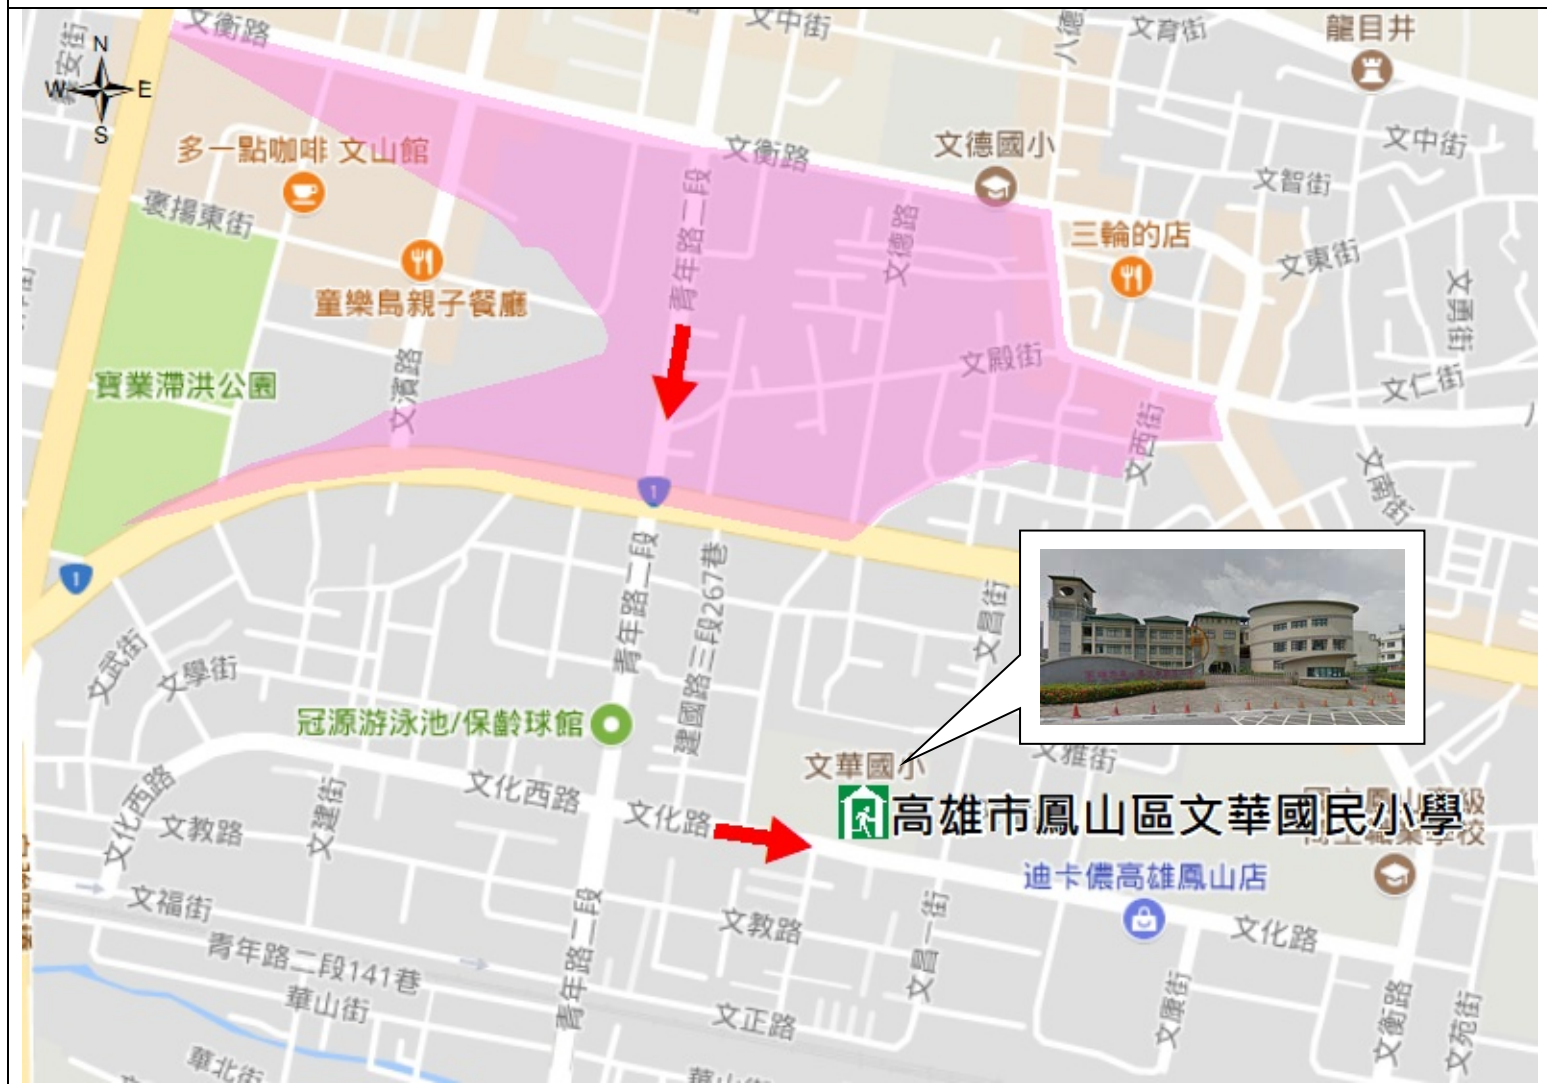 文衡路
文中街
文育街
龍目井
N
W
E
S
多一點咖啡 文山館
文衡路
文德國小
文中街
文智街
褒揚東街
青年路二段
文德路
三輪的店
文東街
童樂島親子餐廳
文勇街
寶業滯洪公園
文濱路
文殿街
文仁街
文西街
文南街
1
1
青年路二段
建國路三段267巷
文昌街
文武街
文學街
冠源游泳池/保齡球館
文華國小
文雅街
文化西路
文化西路
文建街
文教路
文化路
高雄市鳳山區文華國民小學
迪卡儂高雄鳳山店
文福街
青年路二段
文教路
文昌一街
文化路
青年路二段141巷
華山街
文正路
文康街
文衡路
文苑街
華北街